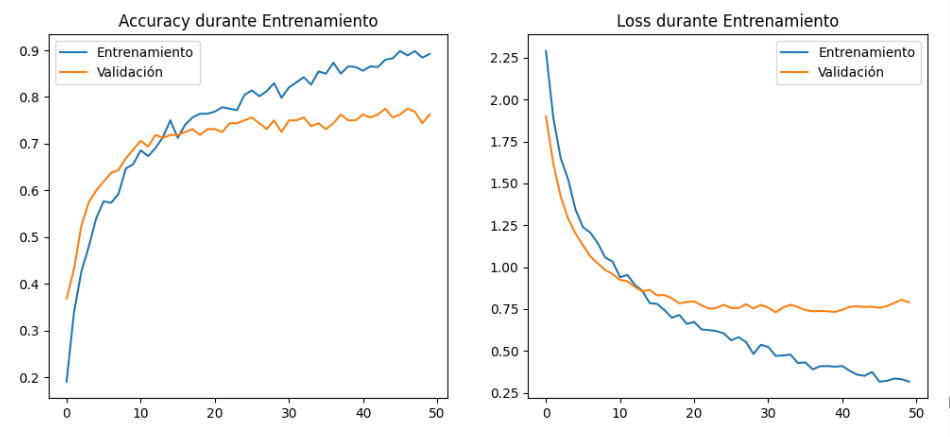 Accuracy durante Entrenamiento
Entrenamiento
Validación
0.9
0.8
0.7
0.6
0.5
0.4
0.3
0.2
0 10 20 30 40 50
Loss durante Entrenamiento
Entrenamiento
Validación
2.25
2.00
1.75
1.50
1.25
1.00
0.75
0.50
0.25
0 10 20 30 40 50